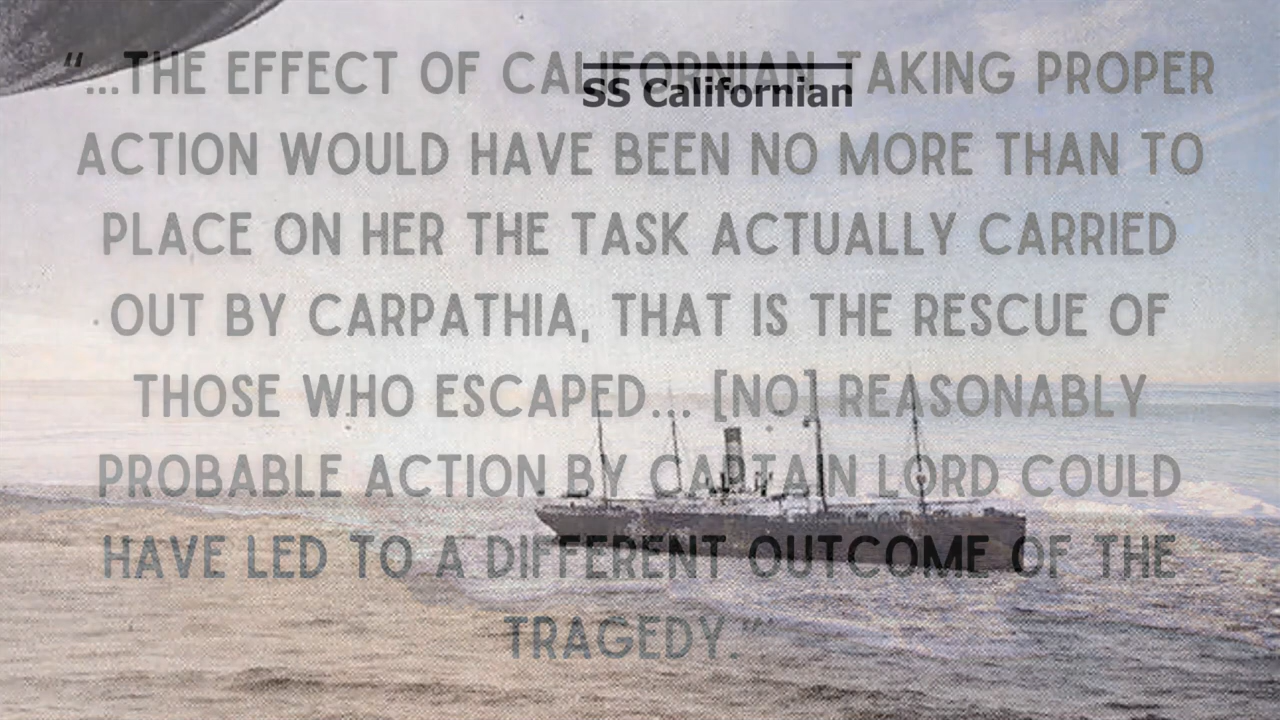 “...THE EFFECT OF CALIFORNIAN TAKING PROPER
SS Californian
ACTION WOULD HAVE BEEN NO MORE THAN TO
PLACE ON HER THE TASK ACTUALLY CARRIED
OUT BY CARPATHIA, THAT IS THE RESCUE OF
THOSE WHO ESCAPED... [NO] REASONABLY
PROBABLE ACTION BY CAPTAIN LORD COULD
HAVE LED TO A DIFFERENT OUTCOME OF THE
TRAGEDY.”